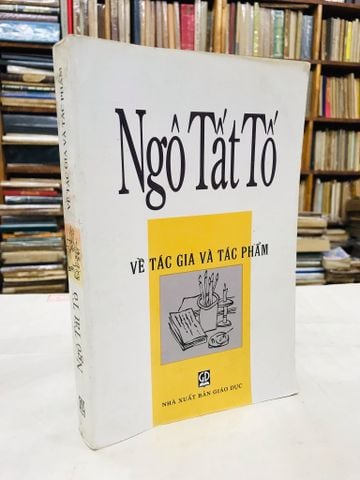 Ngô Tất Tố
VỀ TÁC GIA VÀ TÁC PHẨM
GD
NHÀ XUẤT BẢN GIÁO DỤC
VỀ TÁC GIA VÀ TÁC PHẨM
NGÔ TẤT TỐ